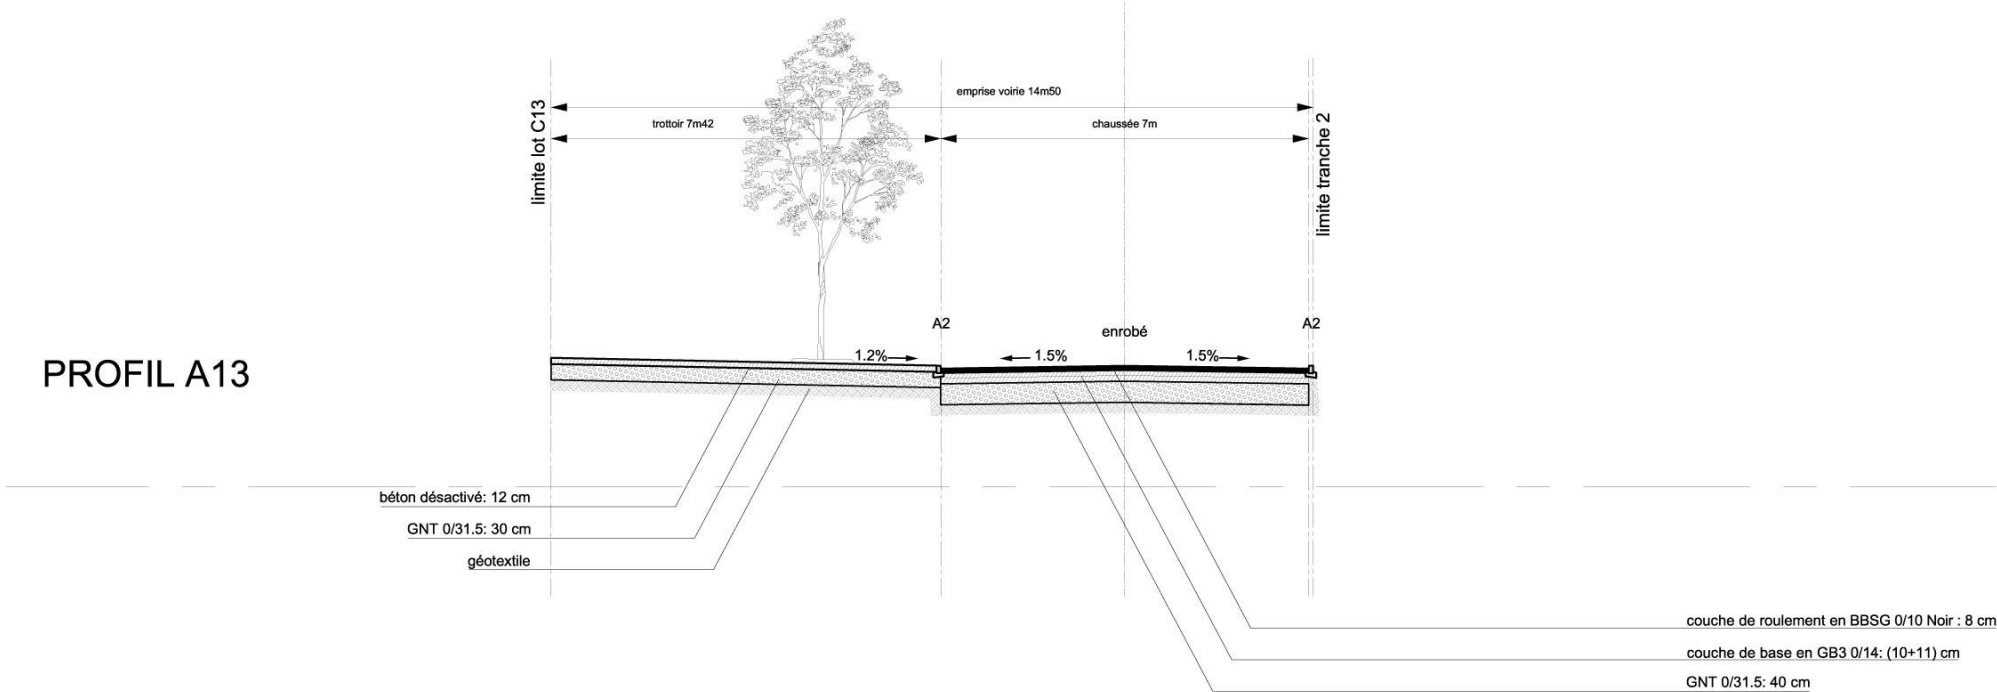 emprise voirie 14m50
limite lot C13
trottoir 7m42
chaussée 7m
limite tranche 2
A2
enrobé
A2
1.2%
1.5%
1.5%
PROFIL A13
béton désactivé: 12 cm
GNT 0/31.5: 30 cm
géotextile
couche de roulement en BBSG 0/10 Noir : 8 cm
couche de base en GB3 0/14: (10+11) cm
GNT 0/31.5: 40 cm